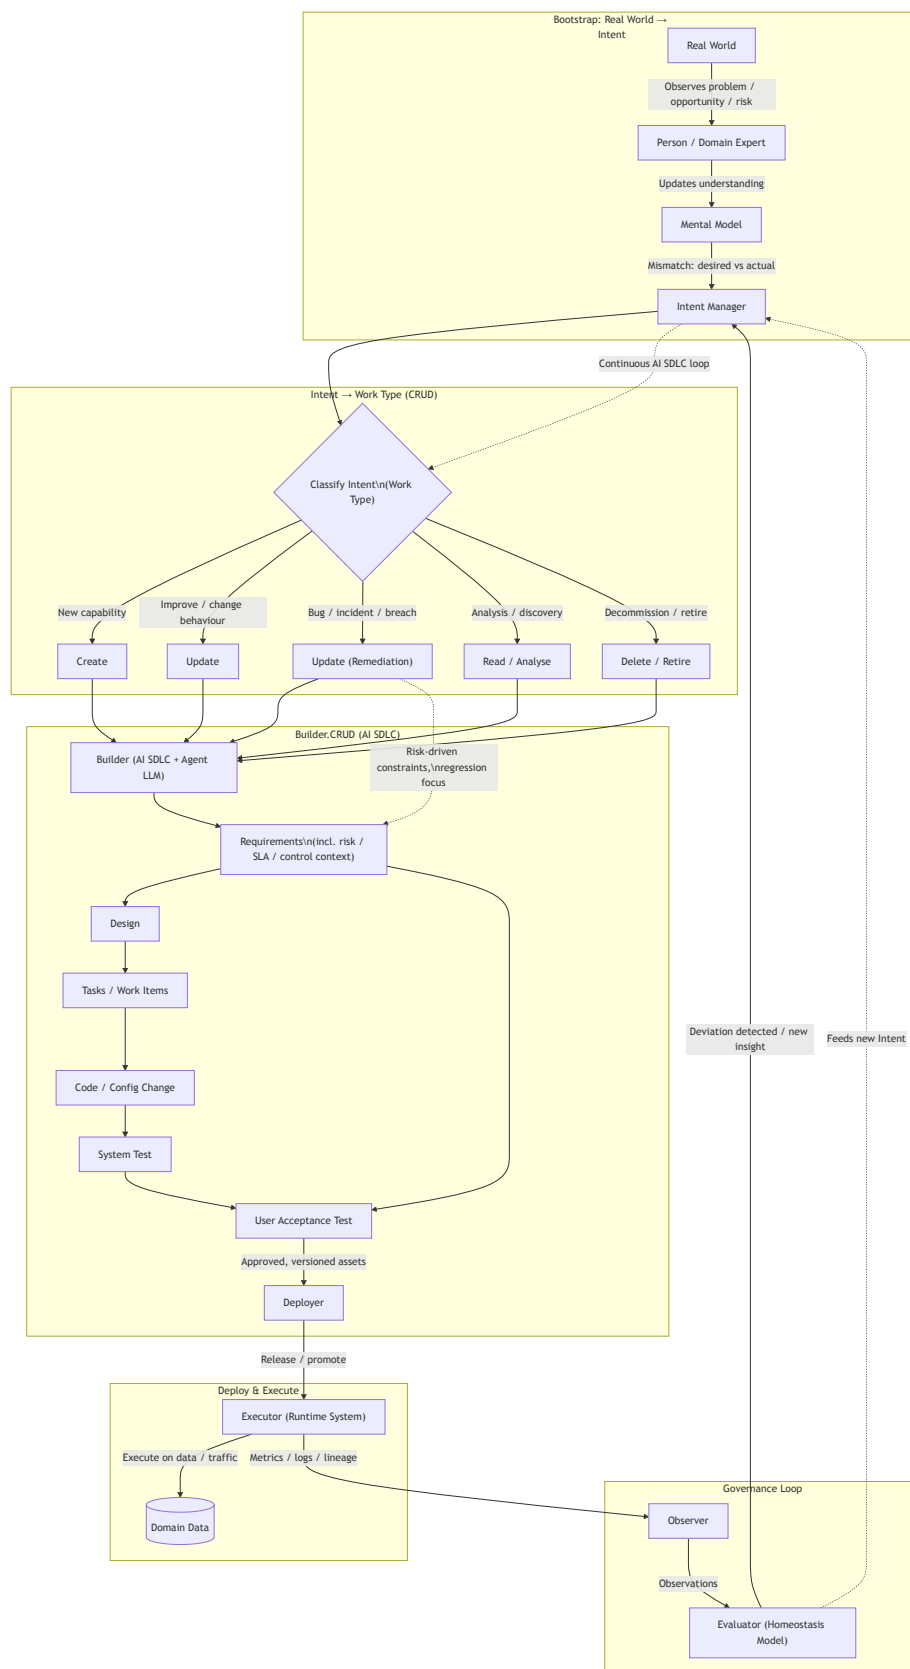 Bootstrap: Real World →
Intent
Real World
Observes problem /
opportunity / risk
Person / Domain Expert
Updates understanding
Mental Model
Mismatch: desired vs actual
Intent Manager
Continuous AI SDLC loop
Intent → Work Type (CRUD)
Classify Intent\n(Work
Type)
New capability
Improve / change
behaviour
Bug / incident / breach
Analysis / discovery
Decommission / retire
Create
Update
Update (Remediation)
Read / Analyse
Delete / Retire
Builder.CRUD (AI SDLC)
Builder (AI SDLC + Agent
LLM)
Risk-driven
constraints,\nregression
focus
Requirements\n(incl. risk /
SLA / control context)
Design
Tasks / Work Items
Deviation detected / new
insight
Feeds new Intent
Code / Config Change
System Test
User Acceptance Test
Approved, versioned assets
Deployer
Release / promote
Deploy & Execute
Executor (Runtime System)
Execute on data / traffic
Metrics / logs / lineage
Domain Data
Governance Loop
Observer
Observations
Evaluator (Homeostasis
Model)